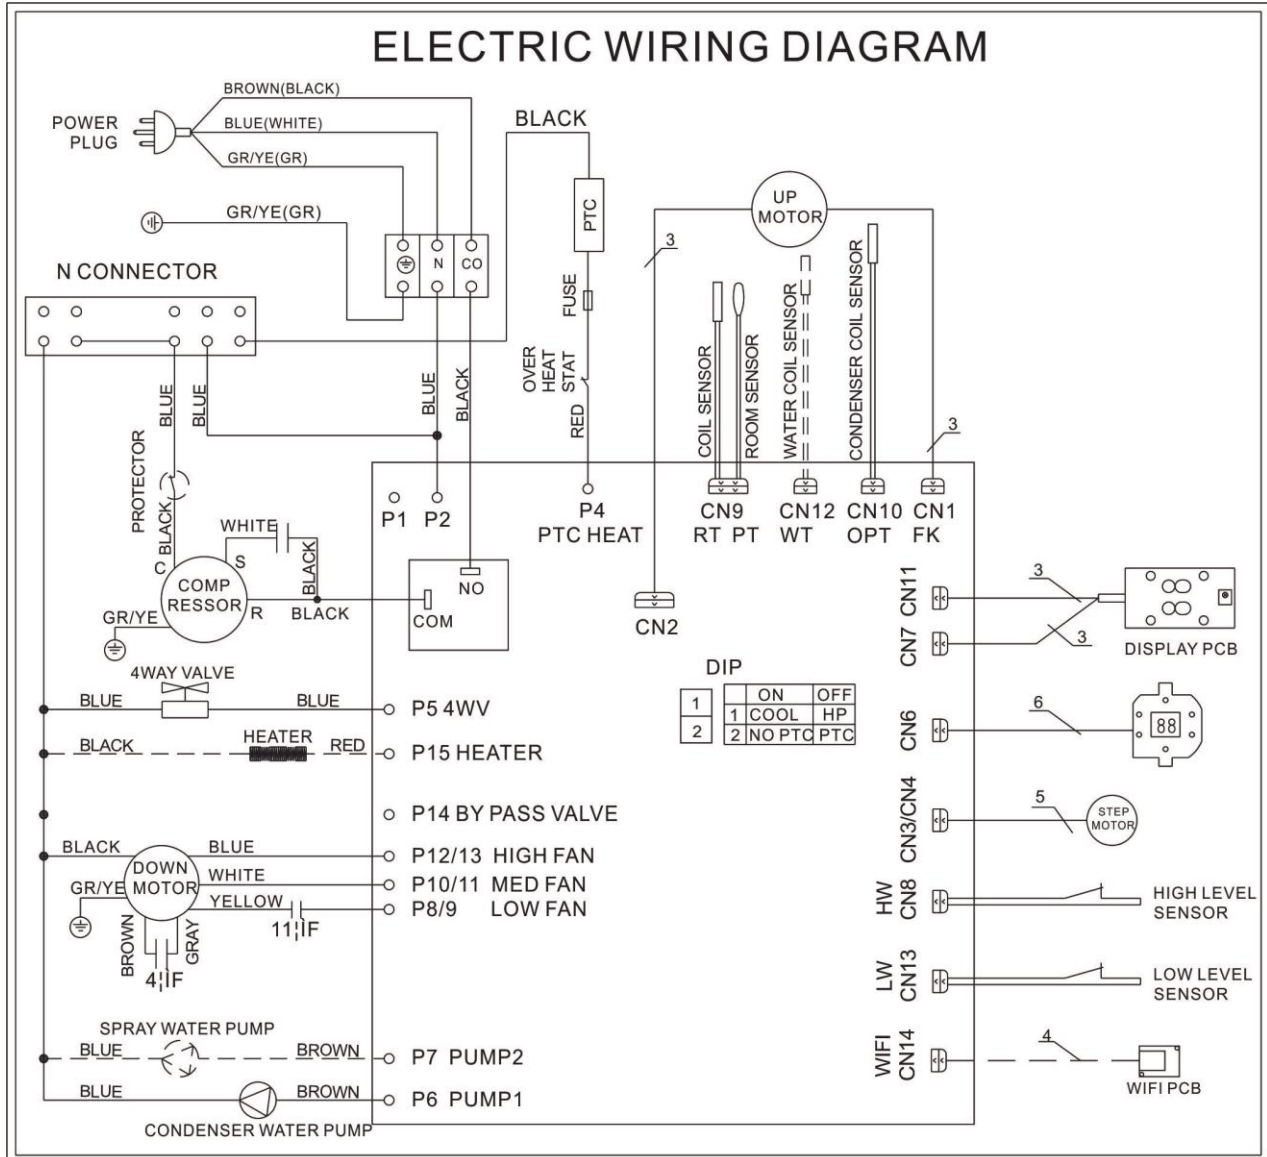 ELECTRIC WIRING DIAGRAM
BROWN(BLACK)
POWER
PLUG
BLUE(WHITE)
GR/YE(GR)
GR/YE(GR)
BLACK
N CONNECTOR
N
CO
PTC
FUSE
OVER
HEAT
STAT
RED
UP
MOTOR
3
3
COIL SENSOR
ROOM SENSOR
WATER COIL SENSOR
CONDENSER COIL SENSOR
BLUE
BLUE
BLUE
BLACK
PROTECTOR
BLACK
WHITE
BLACK
C
S
R
COMP
RESSOR
BLACK
GR/YE
P1
P2
NO
COM
P4
PTC HEAT
CN9
RT PT
CN12
WT
CN10
OPT
CN1
FK
CN2
CN11
3
CN7
3
DISPLAY PCB
DIP
1
2
ON OFF
1 COOL HP
2 NO PTC PTC
4WAY VALVE
BLUE
BLUE
P5 4WV
BLACK
HEATER
RED
P15 HEATER
P14 BY PASS VALVE
BLACK
BLUE
P12/13 HIGH FAN
DOWN
MOTOR
WHITE
P10/11 MED FAN
GR/YE
YELLOW
P8/9 LOW FAN
11¦IF
BROWN
GRAY
4¦IF
SPRAY WATER PUMP
BLUE
BROWN
P7 PUMP2
BLUE
BROWN
P6 PUMP1
CONDENSER WATER PUMP
CN6
6
88
CN3/CN4
5
STEP
MOTOR
HW
CN8
HIGH LEVEL
SENSOR
LW
CN13
LOW LEVEL
SENSOR
WIFI
CN14
4
WIFI PCB